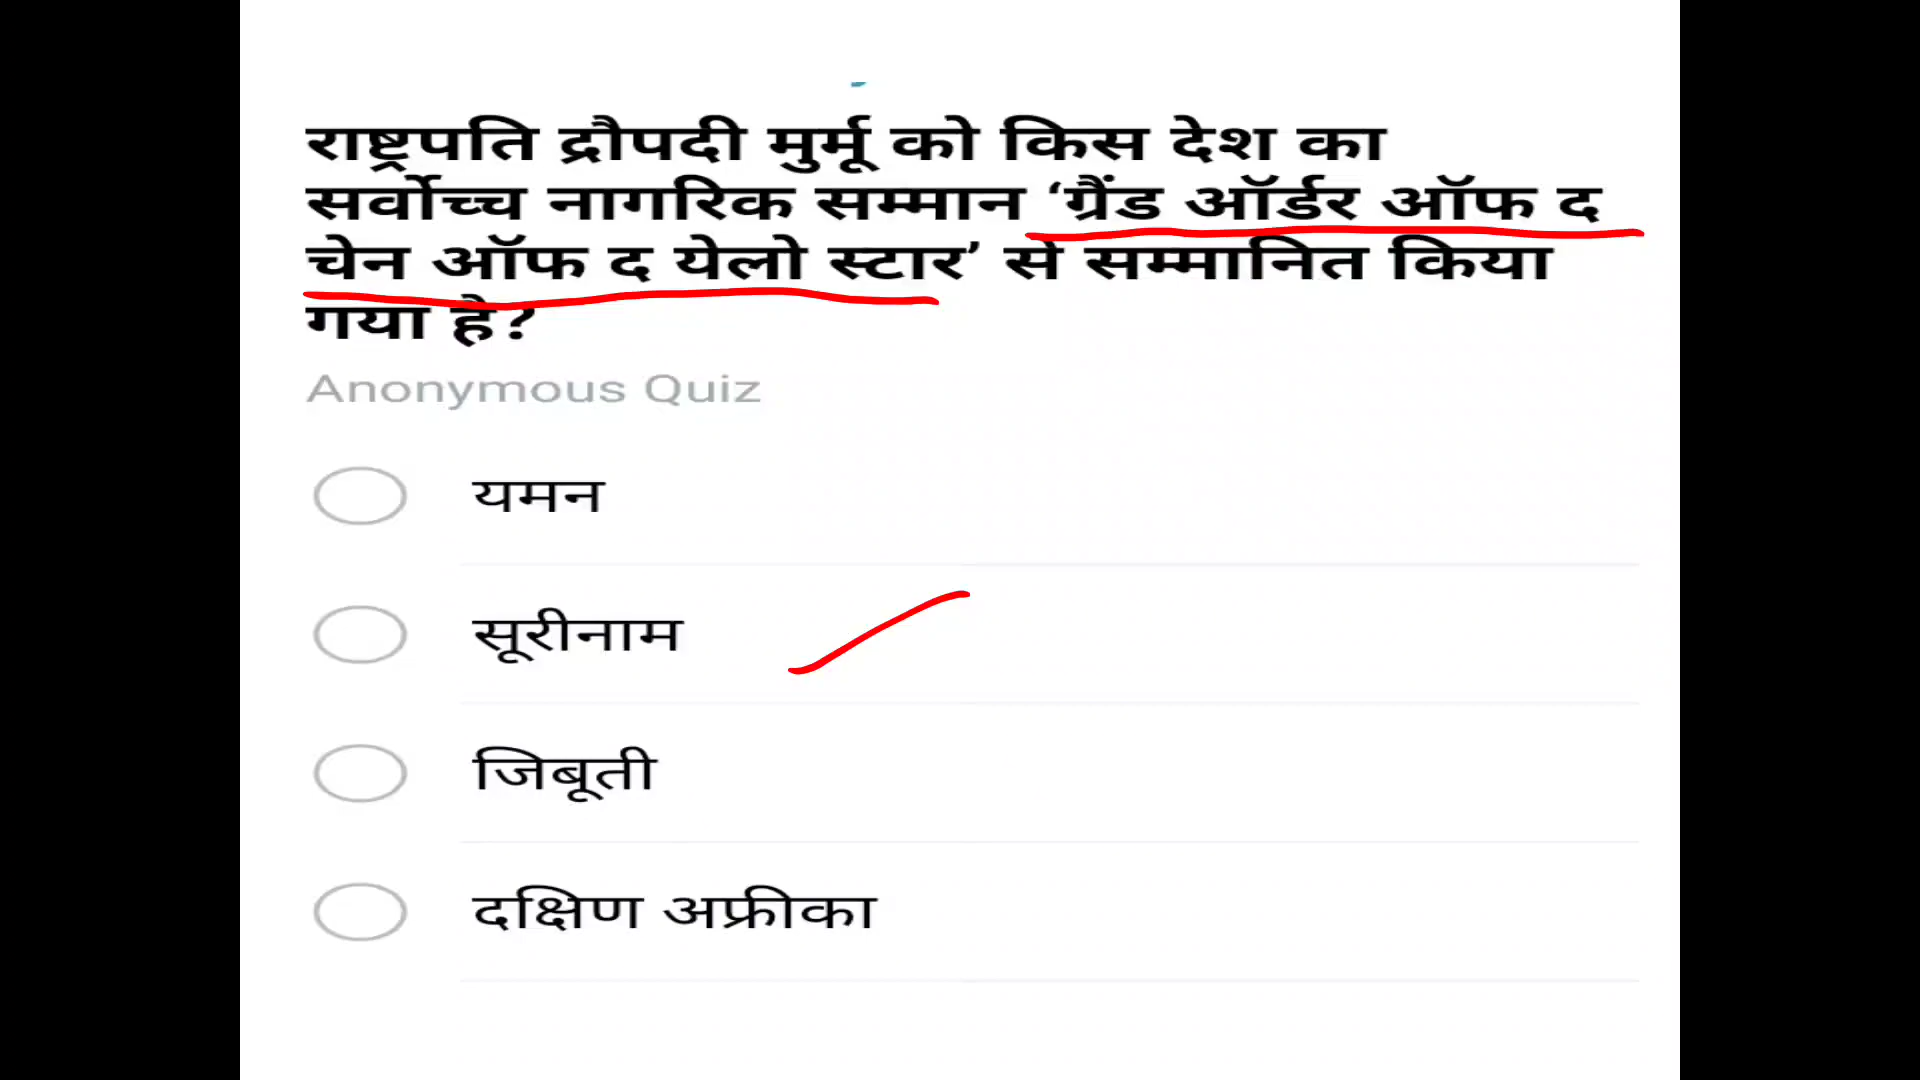 राष्ट्रपति द्रौपदी मुर्मू को किस देश का
सर्वोच्च नागरिक सम्मान ‘ग्रैंड ऑर्डर ऑफ द
चेन ऑफ द येलो स्टार’ से सम्मानित किया
गया है?
Anonymous Quiz
यमन
सूरीनाम
जिबूती
दक्षिण अफ्रीका